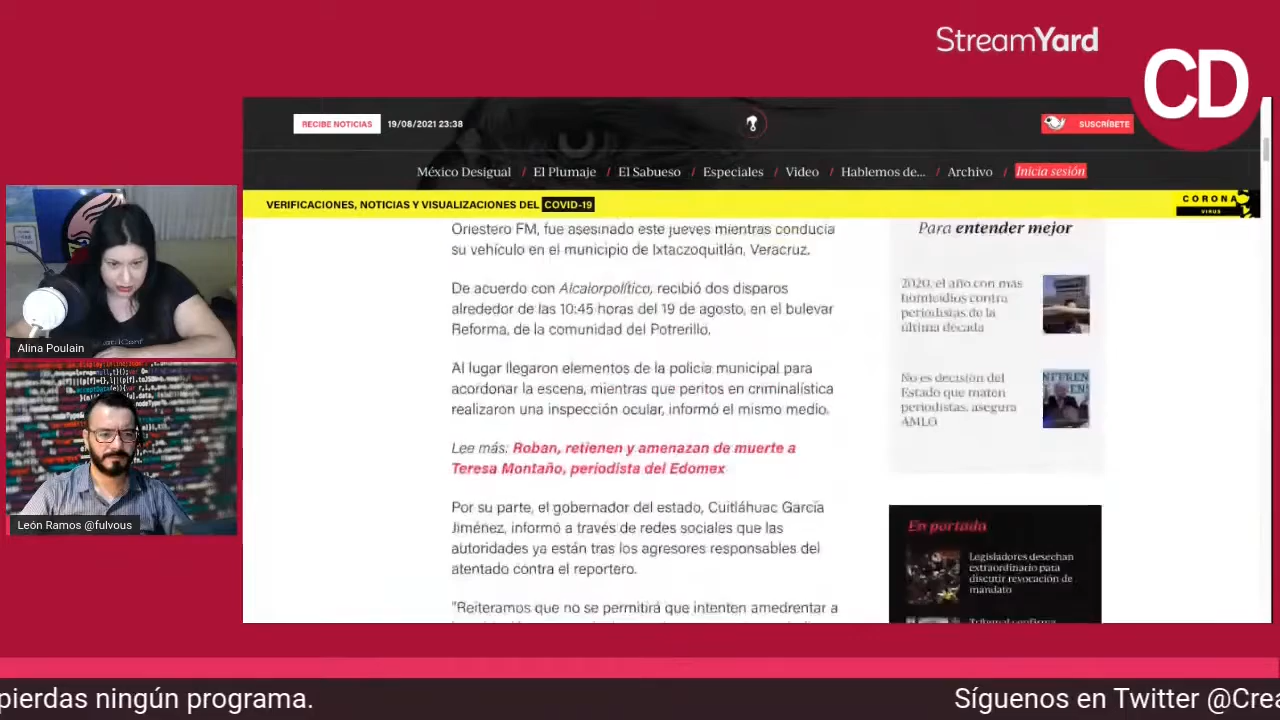 StreamYard
CD
RECIBE NOTICIAS 19/08/2021 23:38
SUSCRÍBETE
México Desigual / El Plumaje / El Sabueso / Especiales / Video / Hablemos de... / Archivo / Inicia sesión
VERIFICACIONES, NOTICIAS Y VISUALIZACIONES DEL COVID-19
CORONA
VIRUS
Oriestero FM, fue asesinado este jueves mientras conducía
su vehículo en el municipio de Ixtaczoquitlán, Veracruz.
De acuerdo con Alcalorpolítico, recibió dos disparos
alrededor de las 10:45 horas del 19 de agosto, en el bulevar
Reforma, de la comunidad del Potrerillo.
Al lugar llegaron elementos de la policía municipal para
acordonar la escena, mientras que peritos en criminalística
realizaron una inspección ocular, informó el mismo medio.
Lee más: Roban, retienen y amenazan de muerte a
Teresa Montaño, periodista del Edomex
Por su parte, el gobernador del estado, Cuitláhuac García
Jiménez, informó a través de redes sociales que las
autoridades ya están tras los agresores responsables del
atentado contra el reportero.
"Reiteramos que no se permitirá que intenten amedrentar a
Para entender mejor
2020, el año con más
homicidios contra
periodistas de la
última década
No es decisión del
Estado que maten
periodistas, asegura
AMLO
En portada
Legisladores desechan
extraordinario para
discutir revocación de
mandato
Tribunal confirma
Alina Poulain
León Ramos @fulvous
pierdas ningún programa.
Síguenos en Twitter @Crea